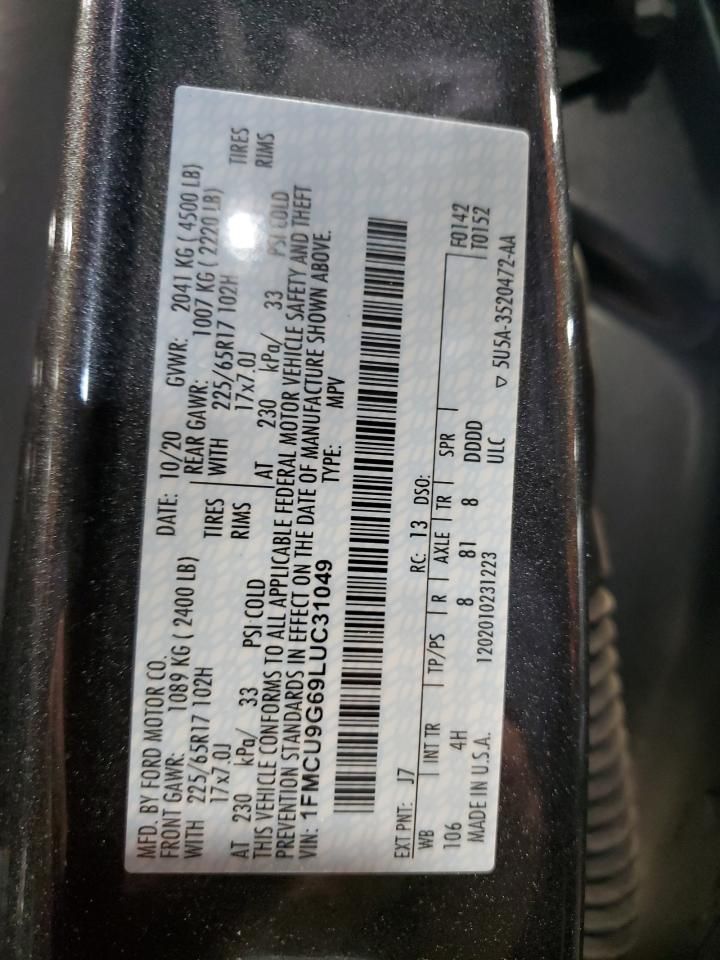 MFD. BY FORD MOTOR CO.
DATE: 10/20 GVWR: 2041 KG ( 4500 LB)
FRONT GAWR: 1089 KG ( 2400 LB) REAR GAWR: 1007 KG ( 2220 LB)
WITH 225/65R17 102H TIRES WITH 225/65R17 102H TIRES
17x7.0J RIMS 17x7.0J RIMS
AT 230 kPa/ 33 PSI COLD AT 230 kPa/ 33 PSI COLD
THIS VEHICLE CONFORMS TO ALL APPLICABLE FEDERAL MOTOR VEHICLE SAFETY AND THEFT
PREVENTION STANDARDS IN EFFECT ON THE DATE OF MANUFACTURE SHOWN ABOVE.
VIN: 1FMCU9G69LUC31049 TYPE: MPV
EXT PNT: J7 RC: 13 DSO: F0142
WB INT TR TP/PS R AXLE TR SPR T0152
106 4H 8 81 8 DDDD
MADE IN U.S.A. 1202010231223 ULC ▽ 5U5A-3520472-AA